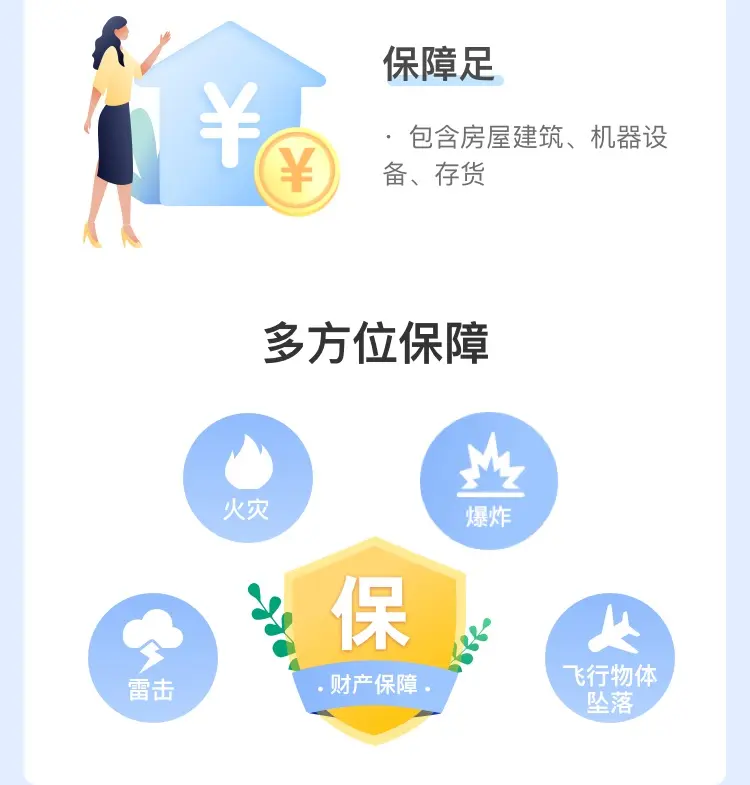 保障足
¥
¥
· 包含房屋建筑、机器设
备、存货
多方位保障
火灾
爆炸
保
雷击
· 财产保障 ·
飞行物体
坠落